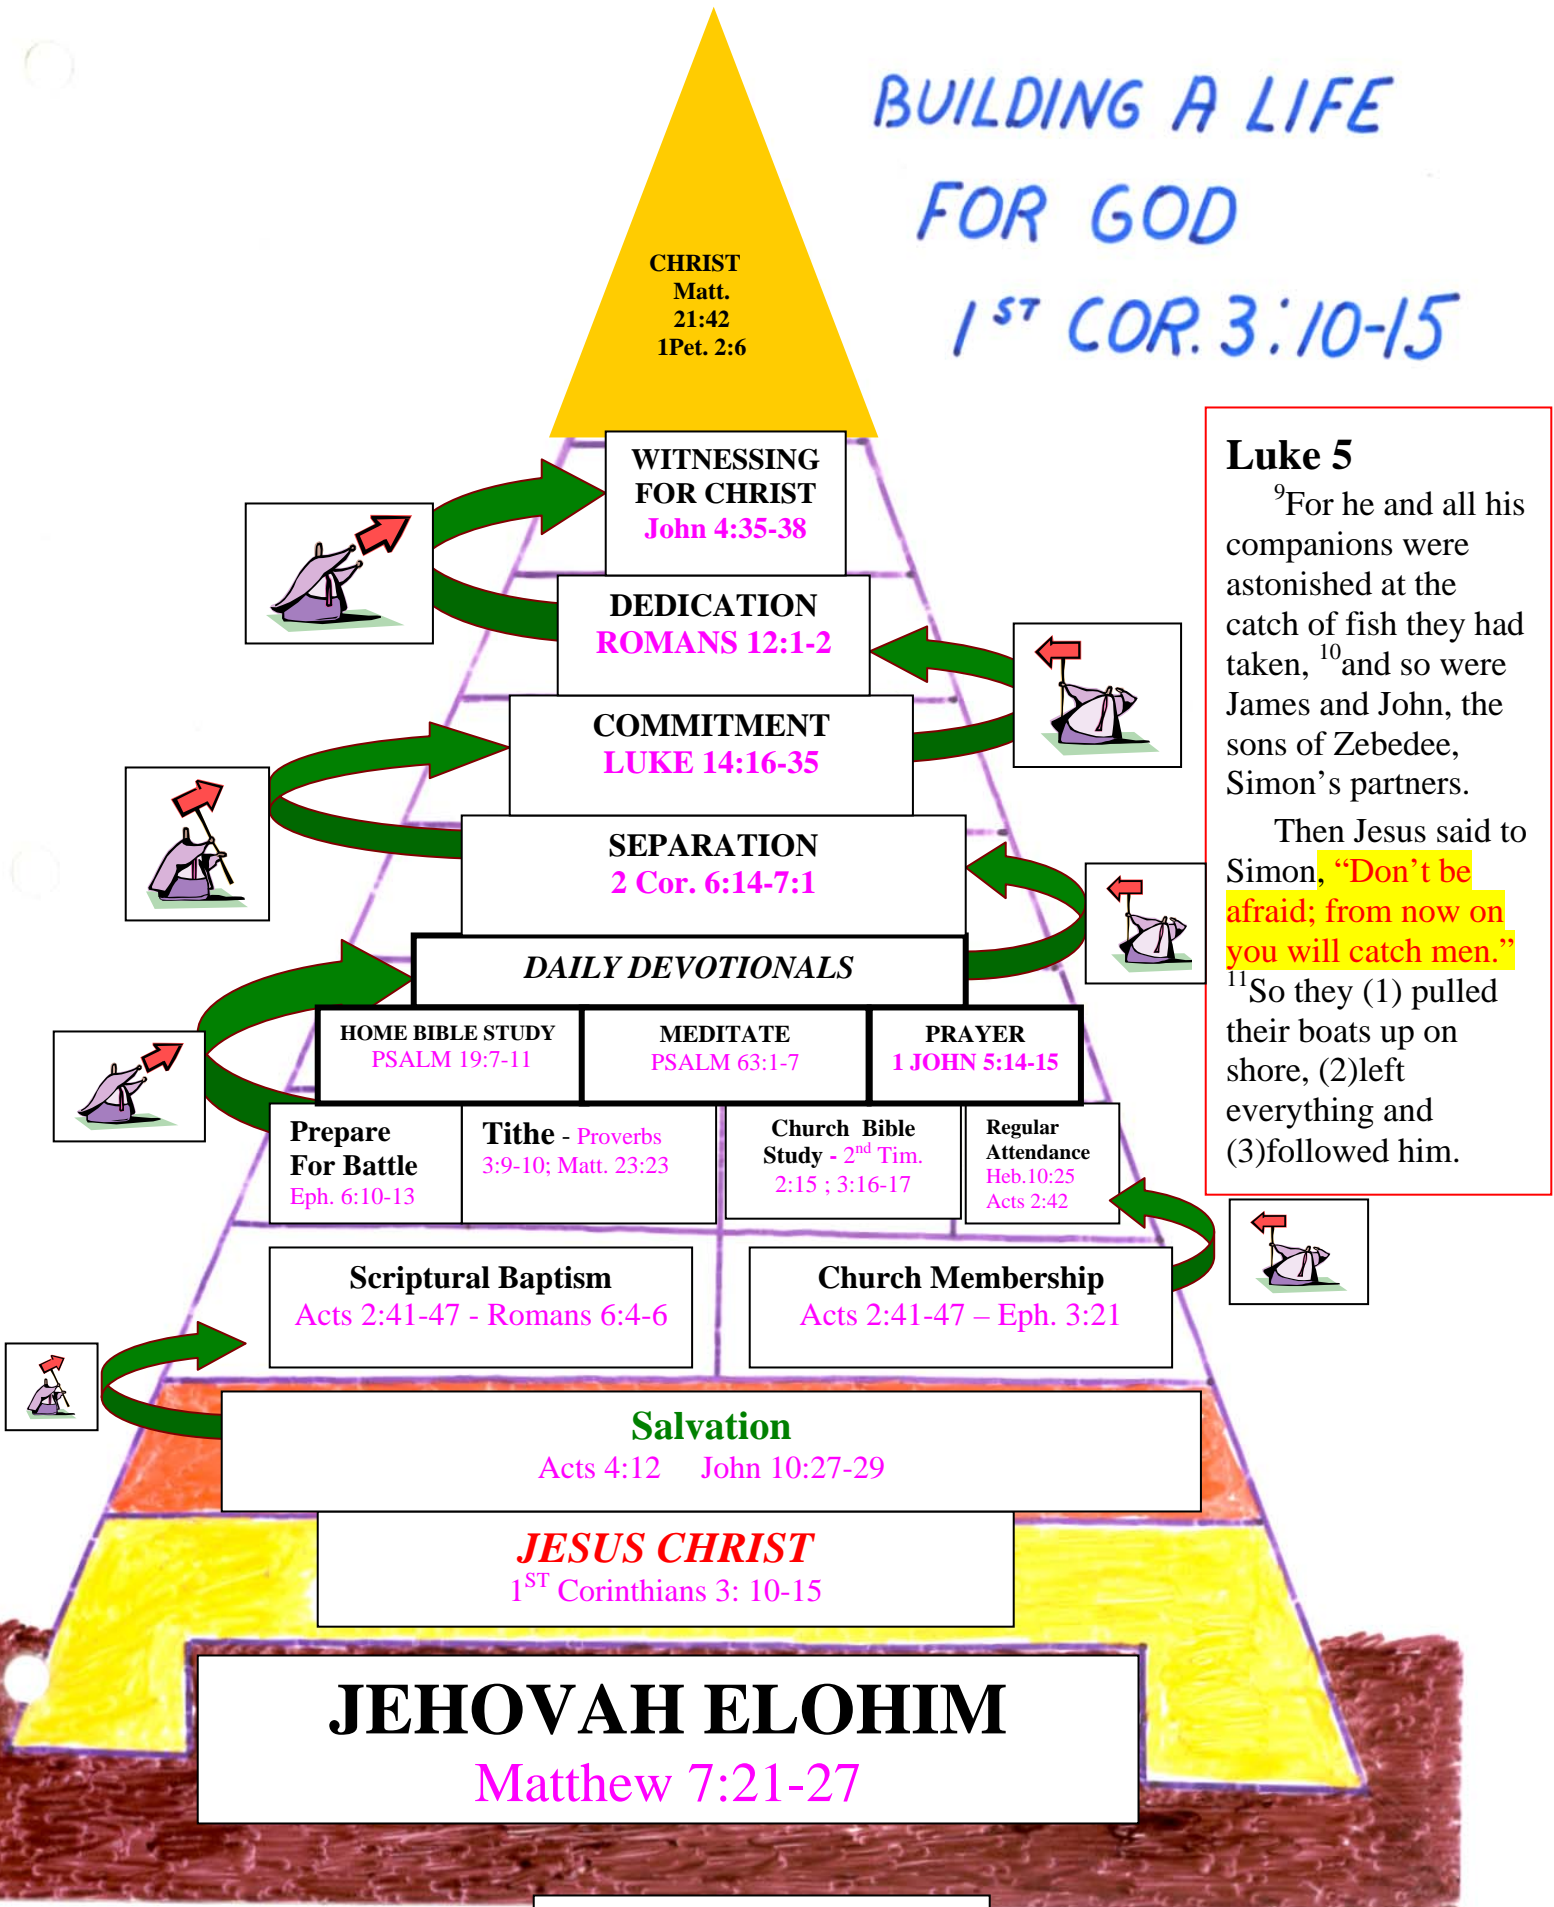 BUILDING A LIFE
FOR GOD
1ST COR. 3:10-15
CHRIST
Matt.
21:42
1Pet. 2:6
WITNESSING
FOR CHRIST
John 4:35-38
DEDICATION
ROMANS 12:1-2
COMMITMENT
LUKE 14:16-35
SEPARATION
2 Cor. 6:14-7:1
DAILY DEVOTIONALS
HOME BIBLE STUDY
PSALM 19:7-11
MEDITATE
PSALM 63:1-7
PRAYER
1 JOHN 5:14-15
Prepare
For Battle
Eph. 6:10-13
Tithe - Proverbs
3:9-10; Matt. 23:23
Church Bible
Study - 2nd Tim.
2:15 ; 3:16-17
Regular
Attendance
Heb.10:25
Acts 2:42
Scriptural Baptism
Acts 2:41-47 - Romans 6:4-6
Church Membership
Acts 2:41-47 – Eph. 3:21
Salvation
Acts 4:12 John 10:27-29
JESUS CHRIST
1ST Corinthians 3: 10-15
JEHOVAH ELOHIM
Matthew 7:21-27
Luke 5
9For he and all his
companions were
astonished at the
catch of fish they had
taken, 10and so were
James and John, the
sons of Zebedee,
Simon’s partners.
Then Jesus said to
Simon, “Don’t be
afraid; from now on
you will catch men.”
11So they (1) pulled
their boats up on
shore, (2)left
everything and
(3)followed him.